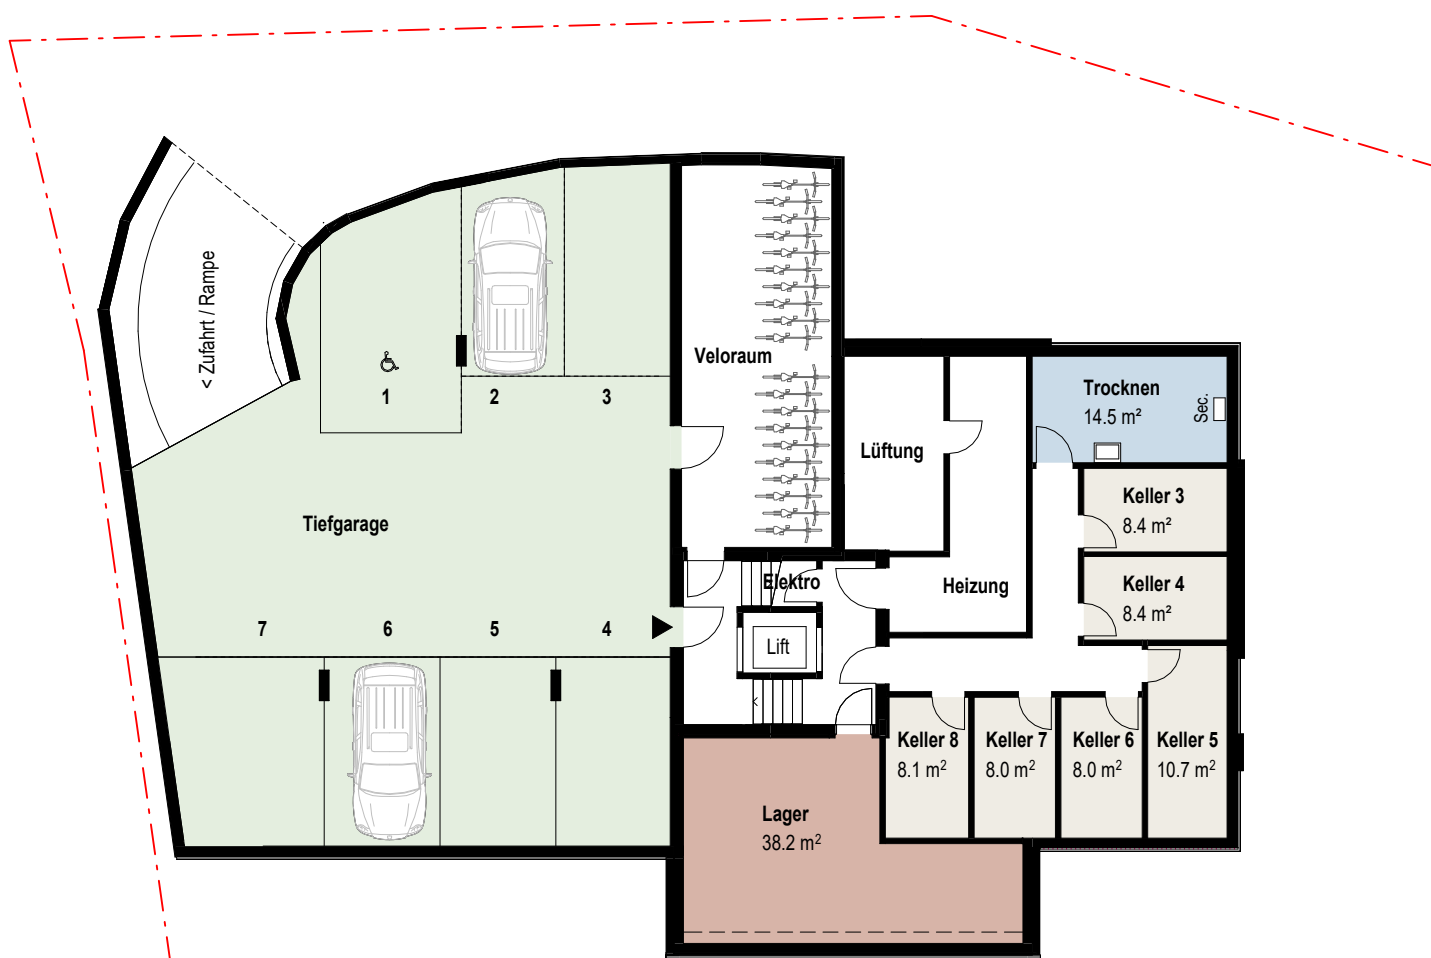 < Zufahrt / Rampe
1
2
3
Veloraum
Lüftung
Trocknen
14.5 m²
Sec.
Keller 3
8.4 m²
Tiefgarage
Elektro
Heizung
Keller 4
8.4 m²
7
6
5
4
Lift
Keller 8
8.1 m²
Keller 7
8.0 m²
Keller 6
8.0 m²
Keller 5
10.7 m²
Lager
38.2 m²